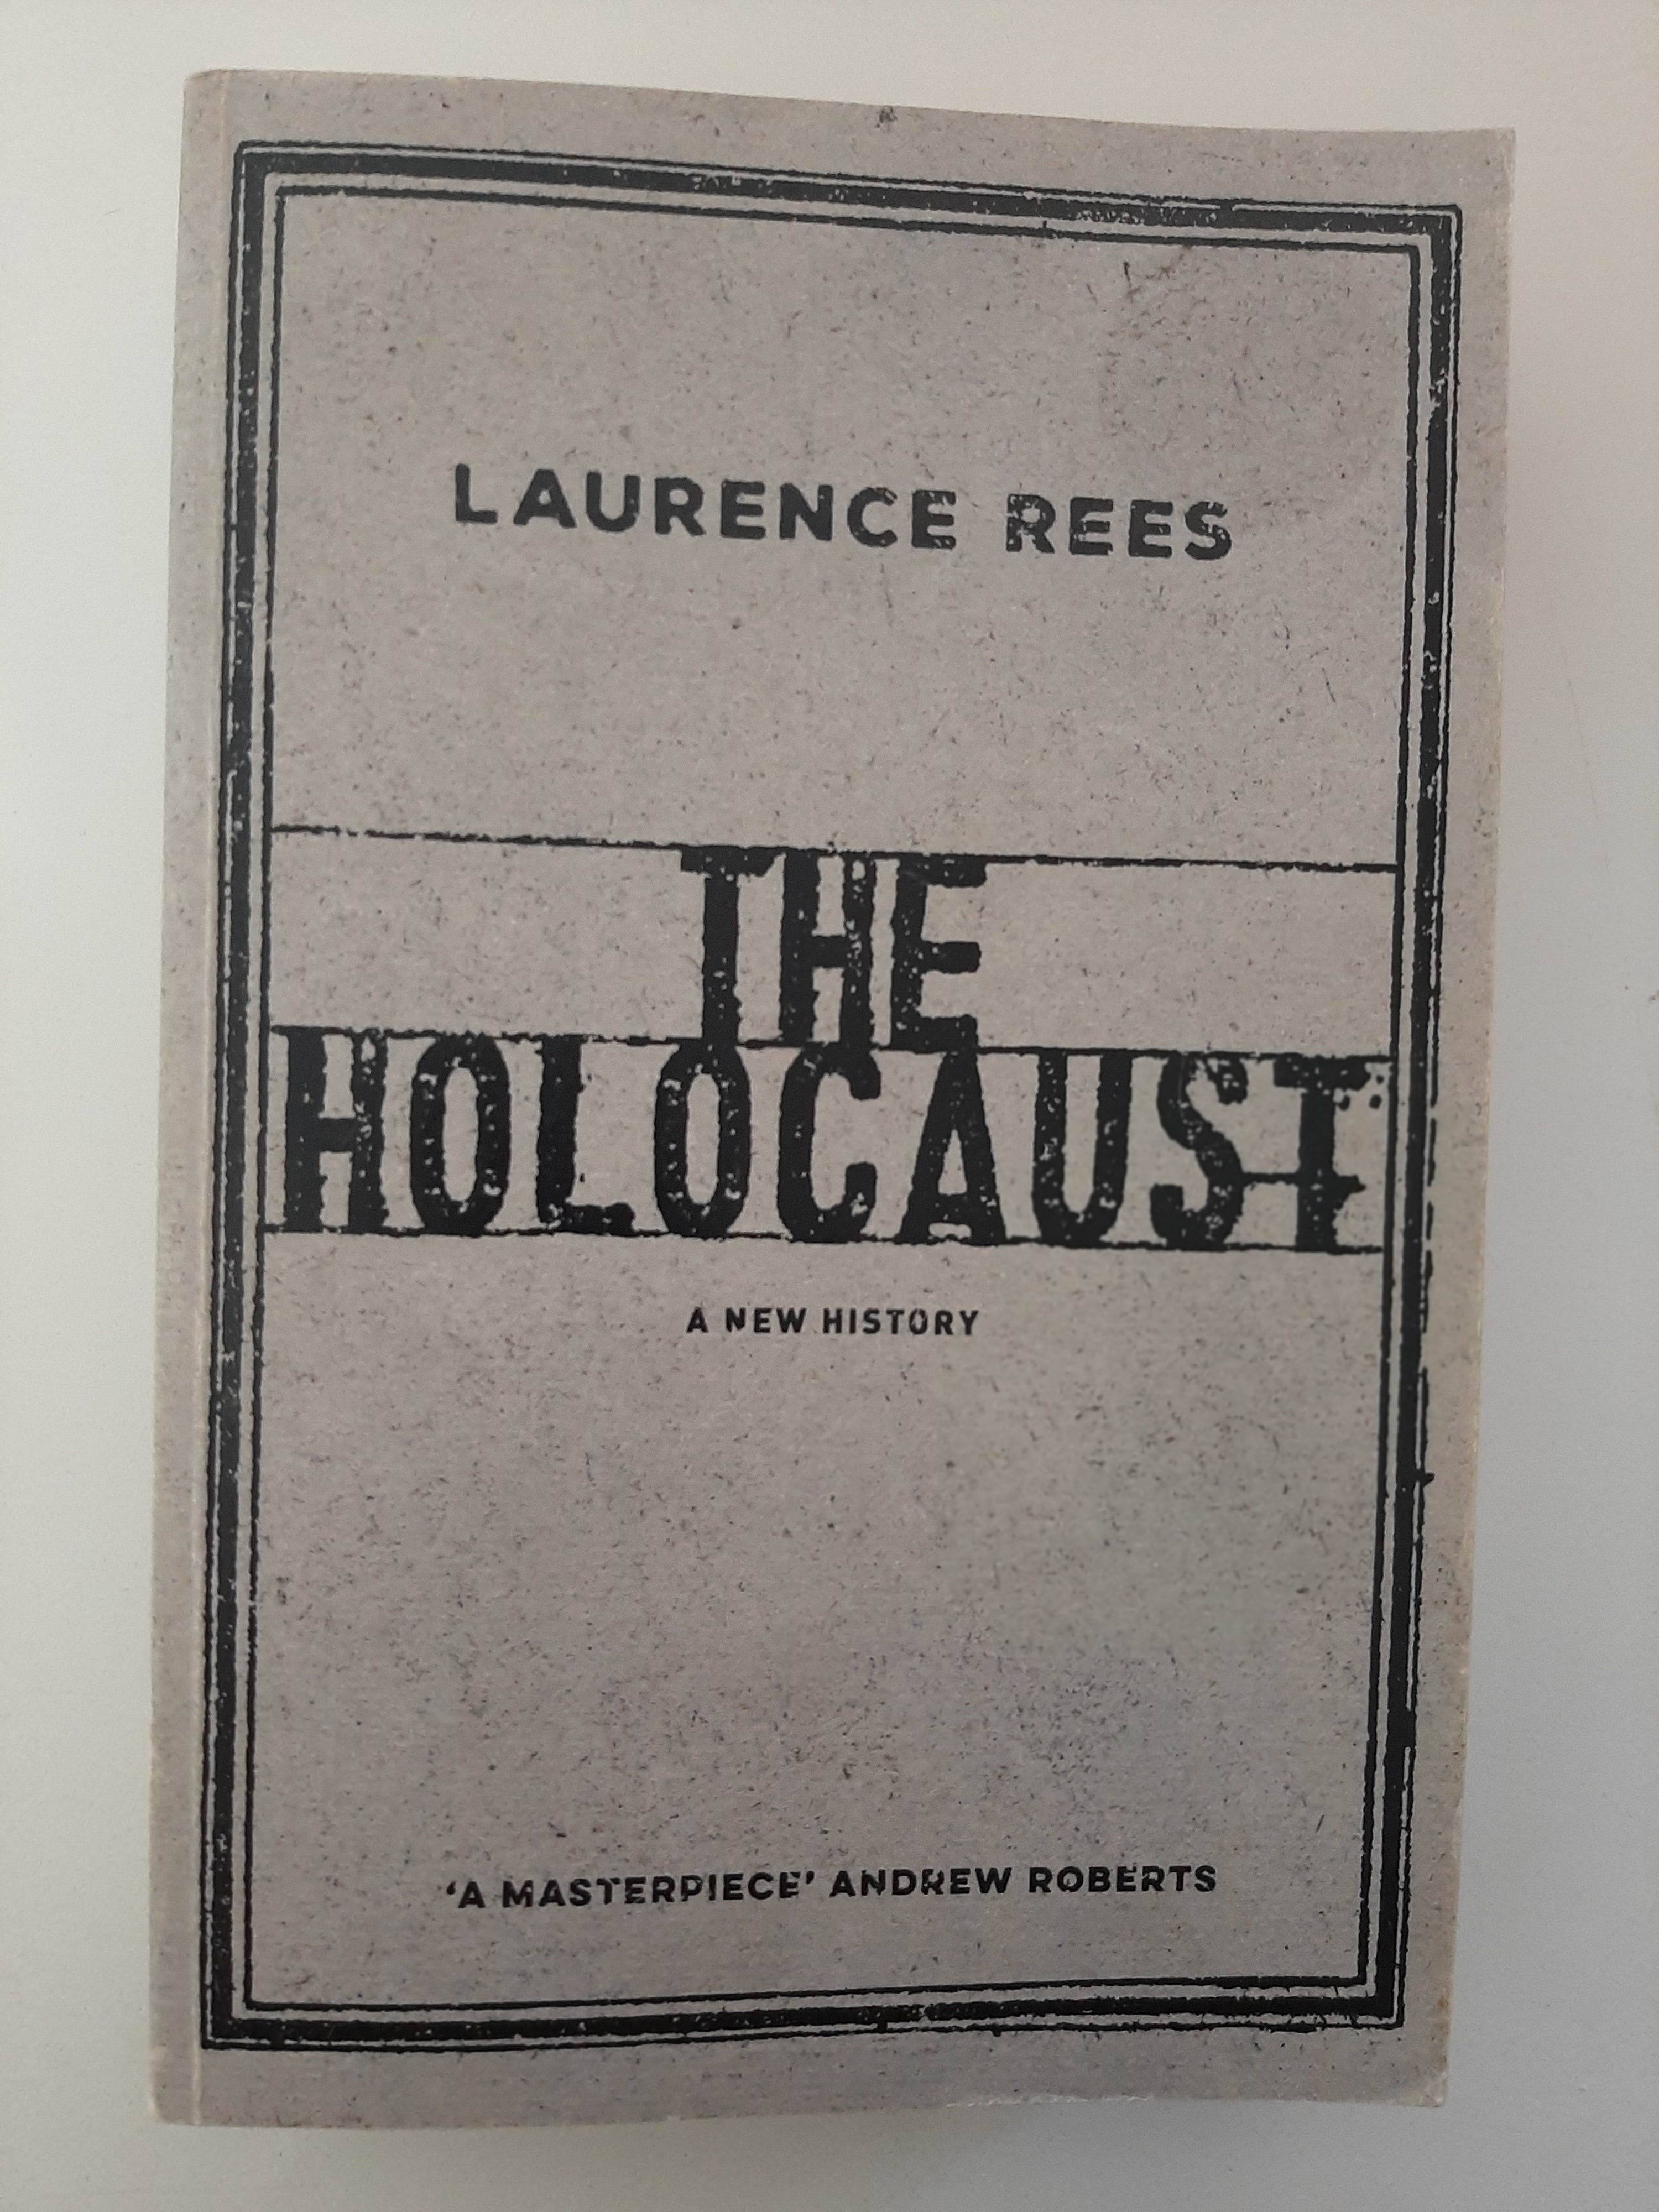 LAURENCE REES
THE
HOLOCAUST
A NEW HISTORY
‘A MASTERPIECE’ ANDREW ROBERTS